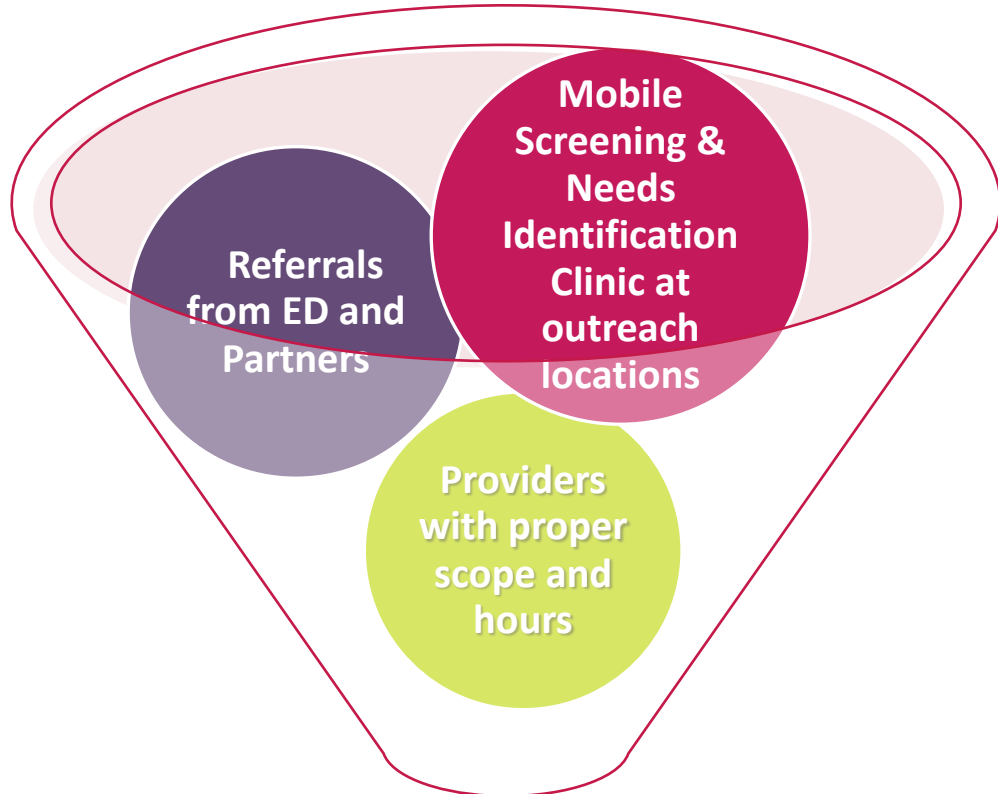 Mobile
Screening &
Needs
Identification
Clinic at
outreach
locations
Referrals
from ED and
Partners
Providers
with proper
scope and
hours